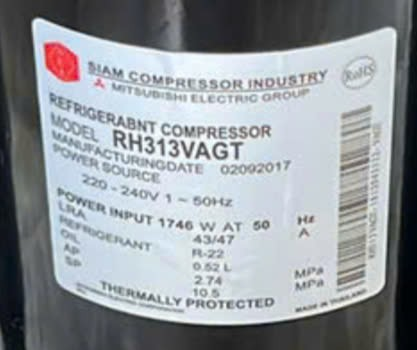 SIAM COMPRESSOR INDUSTRY
MITSUBISHI ELECTRIC GROUP
RoHS
REFRIGERABNT COMPRESSOR
MODEL RH313VAGT
MANUFACTURINGDATE 02092017
POWER SOURCE
220 - 240V 1 ~ 50Hz
POWER INPUT 1746 W AT 50 Hz
LRA 43/47 A
REFRIGERANT R-22
OIL 0.52 L
AP 2.74 MPa
SP 10.5 MPa
THERMALLY PROTECTED
MADE IN THAILAND